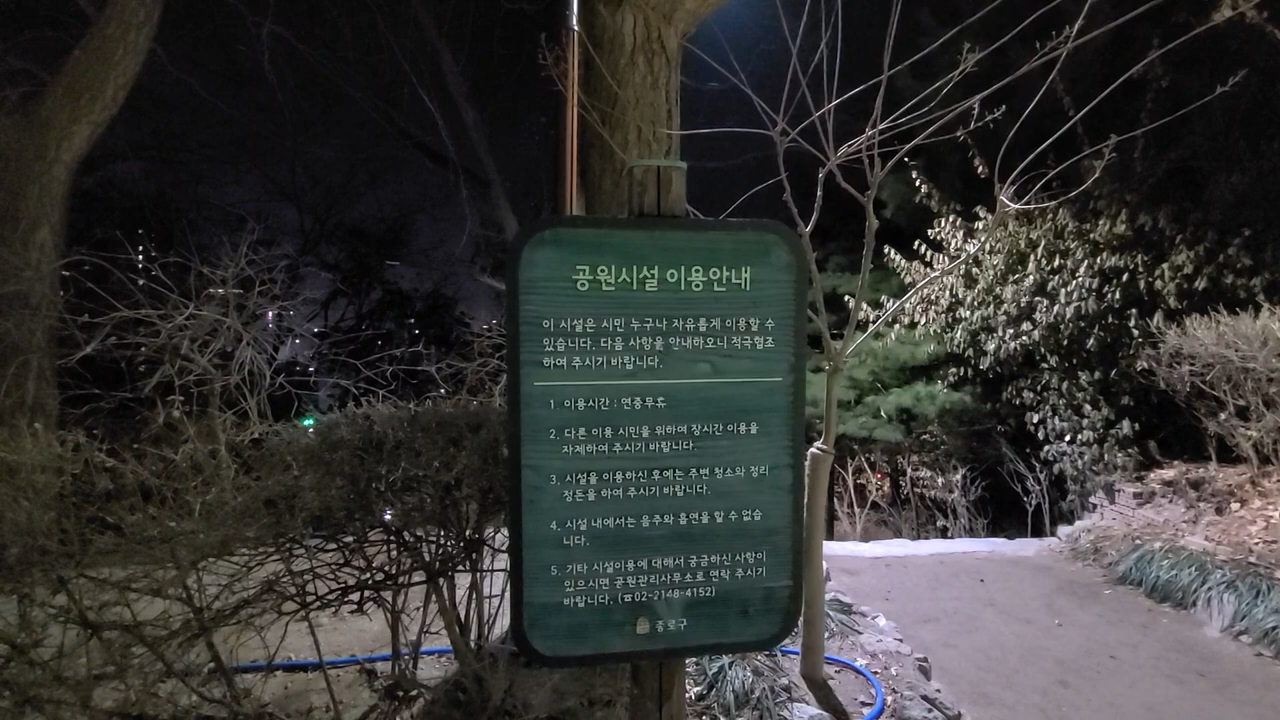 공원시설 이용안내
이 시설은 시민 누구나 자유롭게 이용할 수
있습니다. 다음 사항을 안내하오니 적극협조
하여 주시기 바랍니다.
1. 이용시간 : 연중무휴
2. 다른 이용 시민을 위하여 장시간 이용을
자제하여 주시기 바랍니다.
3. 시설을 이용하신 후에는 주변 청소와 정리
정돈을 하여 주시기 바랍니다.
4. 시설 내에서는 음주와 흡연을 할 수 없습
니다.
5. 기타 시설이용에 대해서 궁금하신 사항이
있으시면 공원관리사무소로 연락 주시기
바랍니다. (☎02-2148-4152)
종로구